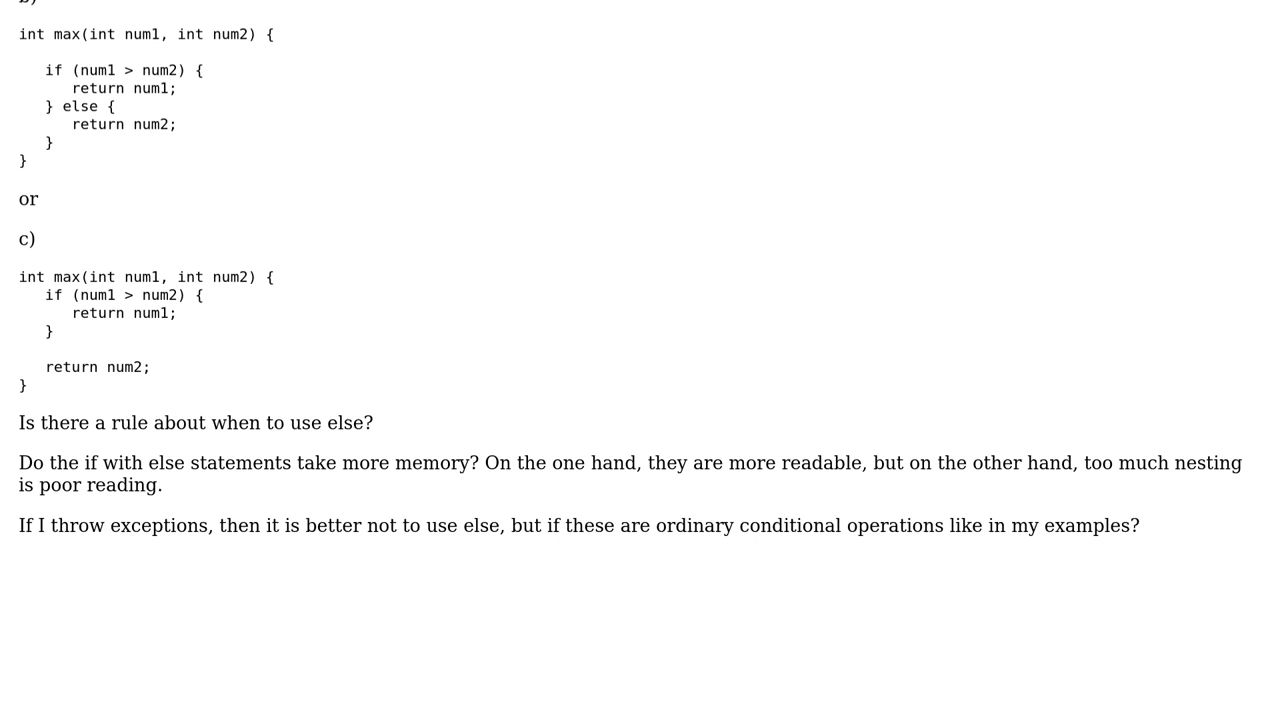 b)
int max(int num1, int num2) {
   if (num1 > num2) {
      return num1;
   } else {
      return num2;
   }
}
or
c)
int max(int num1, int num2) {
   if (num1 > num2) {
      return num1;
   }
   return num2;
}
Is there a rule about when to use else?
Do the if with else statements take more memory? On the one hand, they are more readable, but on the other hand, too much nesting
is poor reading.
If I throw exceptions, then it is better not to use else, but if these are ordinary conditional operations like in my examples?